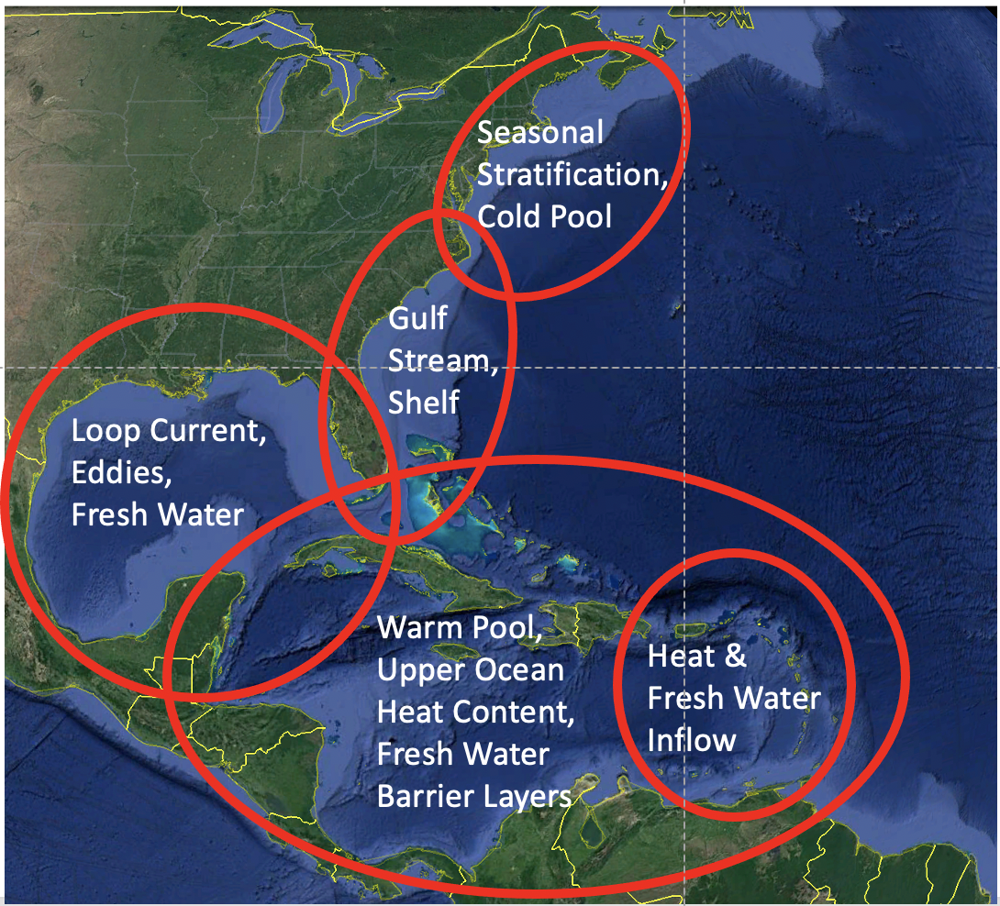 Seasonal
Stratification,
Cold Pool
Gulf
Stream,
Shelf
Loop Current,
Eddies,
Fresh Water
Warm Pool,
Upper Ocean
Heat Content,
Fresh Water
Barrier Layers
Heat &
Fresh Water
Inflow